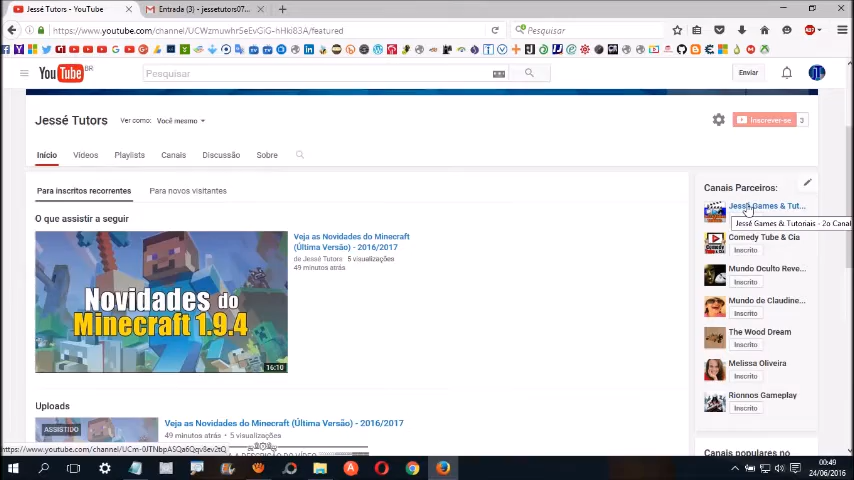 Jessé Tutors - YouTube
Entrada (3) - jessetutors07...
https://www.youtube.com/channel/UCWzmuwhr5eEvGiG-hHkl83A/featured
Pesquisar
You Tube BR
Pesquisar
Enviar
Jessé Tutors
Ver como: Você mesmo
Inscrever-se 3
Início Vídeos Playlists Canais Discussão Sobre
Para inscritos recorrentes Para novos visitantes
O que assistir a seguir
Novidades do
Minecraft 1.9.4
16:10
Veja as Novidades do Minecraft
(Última Versão) - 2016/2017
de Jessé Tutors 5 visualizações
49 minutos atrás
Uploads
ASSISTIDO
Veja as Novidades do Minecraft (Última Versão) - 2016/2017
49 minutos atrás • 5 visualizações
Canais Parceiros:
Jessé Games & Tut...
Jessé Games & Tutoriais - 2o Canal
Comedy Tube & Cia
Inscrito
Mundo Oculto Reve...
Inscrito
Mundo de Claudine...
Inscrito
The Wood Dream
Inscrito
Melissa Oliveira
Inscrito
Rionnos Gameplay
Inscrito
Canais populares no
00:49
24/06/2016